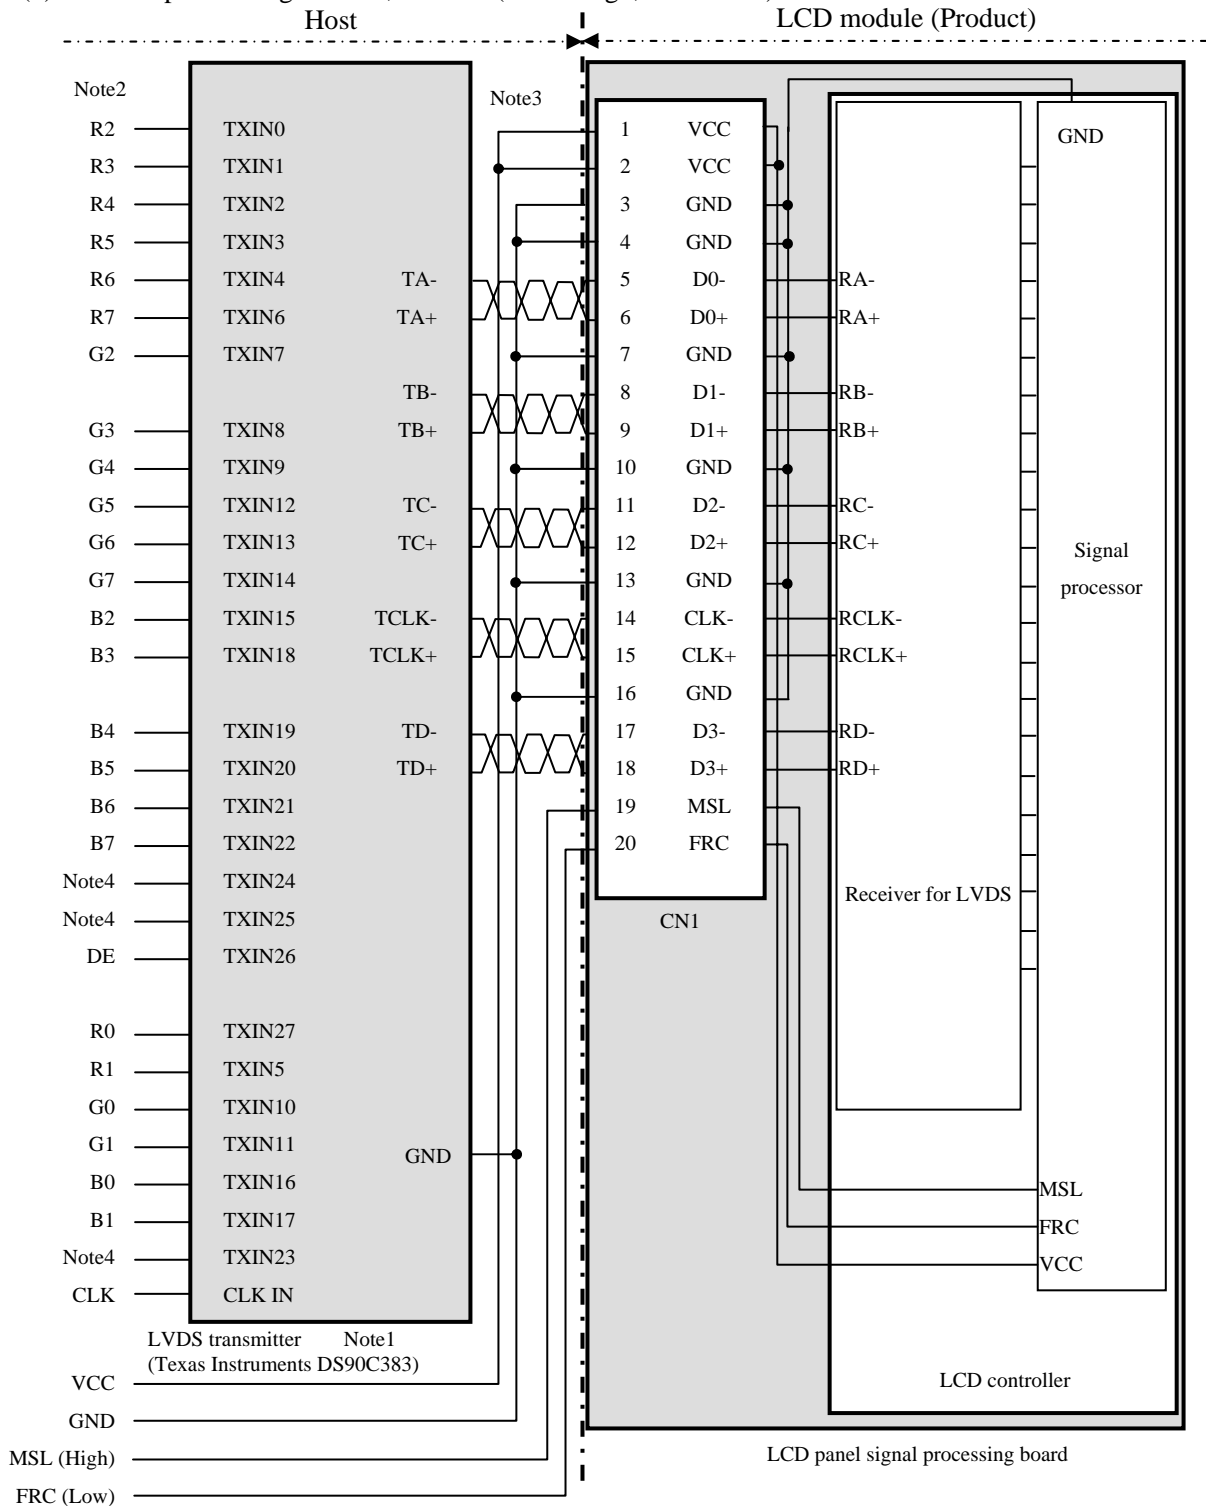 Host
LCD module (Product)
Note2
Note3
R2 TXIN0 1 VCC GND
R3 TXIN1 2 VCC
R4 TXIN2 3 GND
R5 TXIN3 4 GND
R6 TXIN4 TA- 5 D0- RA-
R7 TXIN6 TA+ 6 D0+ RA+
G2 TXIN7 7 GND
TB- 8 D1- RB-
G3 TXIN8 TB+ 9 D1+ RB+
G4 TXIN9 10 GND
G5 TXIN12 TC- 11 D2- RC-
G6 TXIN13 TC+ 12 D2+ RC+
Signal
processor
G7 TXIN14 13 GND
B2 TXIN15 TCLK- 14 CLK- RCLK-
B3 TXIN18 TCLK+ 15 CLK+ RCLK+
16 GND
B4 TXIN19 TD- 17 D3- RD-
B5 TXIN20 TD+ 18 D3+ RD+
B6 TXIN21 19 MSL
B7 TXIN22 20 FRC
Note4 TXIN24
Receiver for LVDS
Note4 TXIN25
CN1
DE TXIN26
R0 TXIN27
R1 TXIN5
G0 TXIN10
G1 TXIN11 GND
B0 TXIN16 MSL
B1 TXIN17 FRC
Note4 TXIN23 VCC
CLK CLK IN
LVDS transmitter Note1
(Texas Instruments DS90C383)
VCC
LCD controller
GND
MSL (High)
LCD panel signal processing board
FRC (Low)